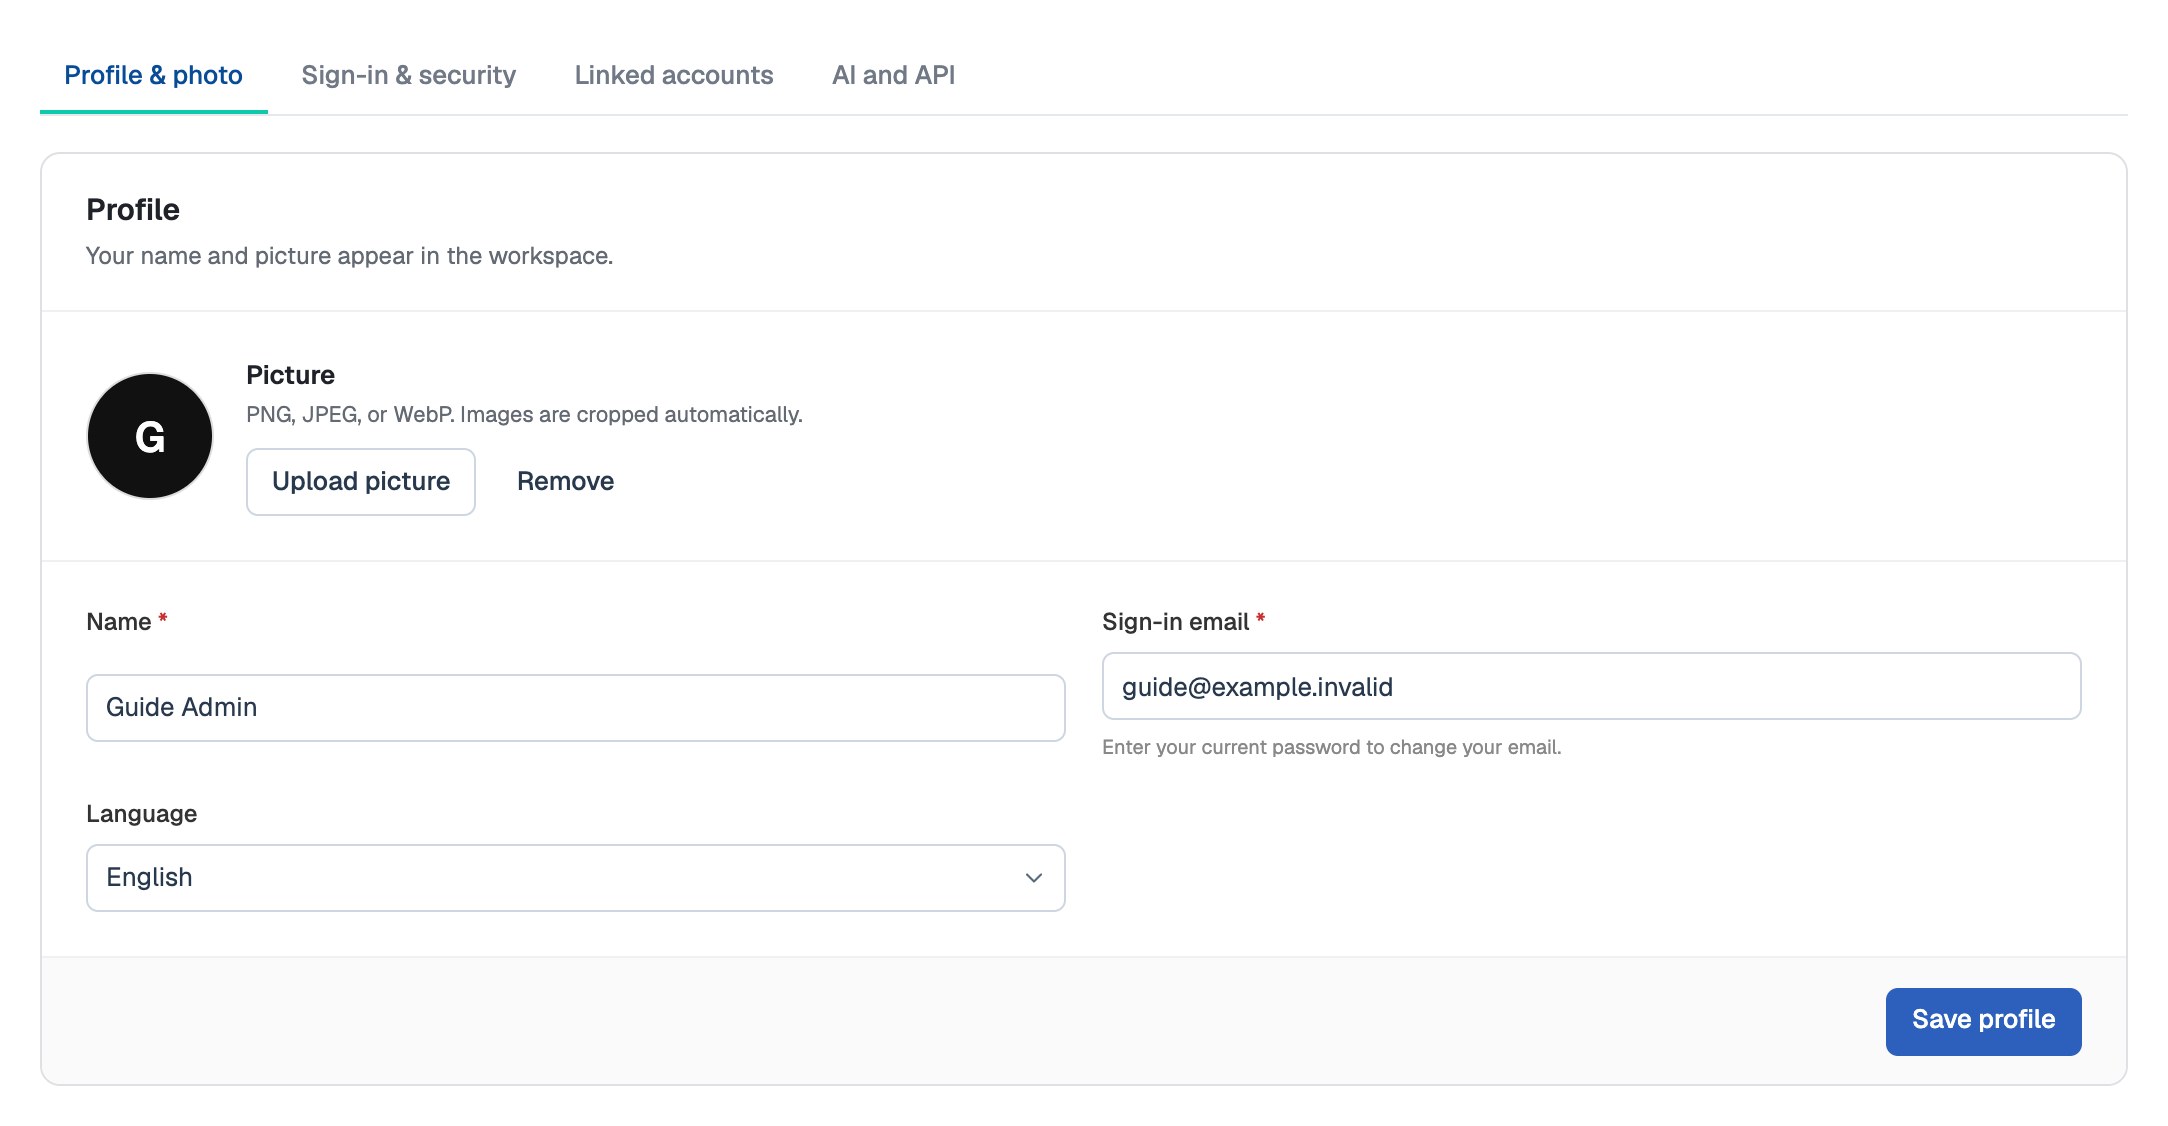 Profile & photo
Sign-in & security
Linked accounts
AI and API
Profile
Your name and picture appear in the workspace.
G
Picture
PNG, JPEG, or WebP. Images are cropped automatically.
Upload picture
Remove
Name *
Guide Admin
Sign-in email *
guide@example.invalid
Enter your current password to change your email.
Language
English
Save profile